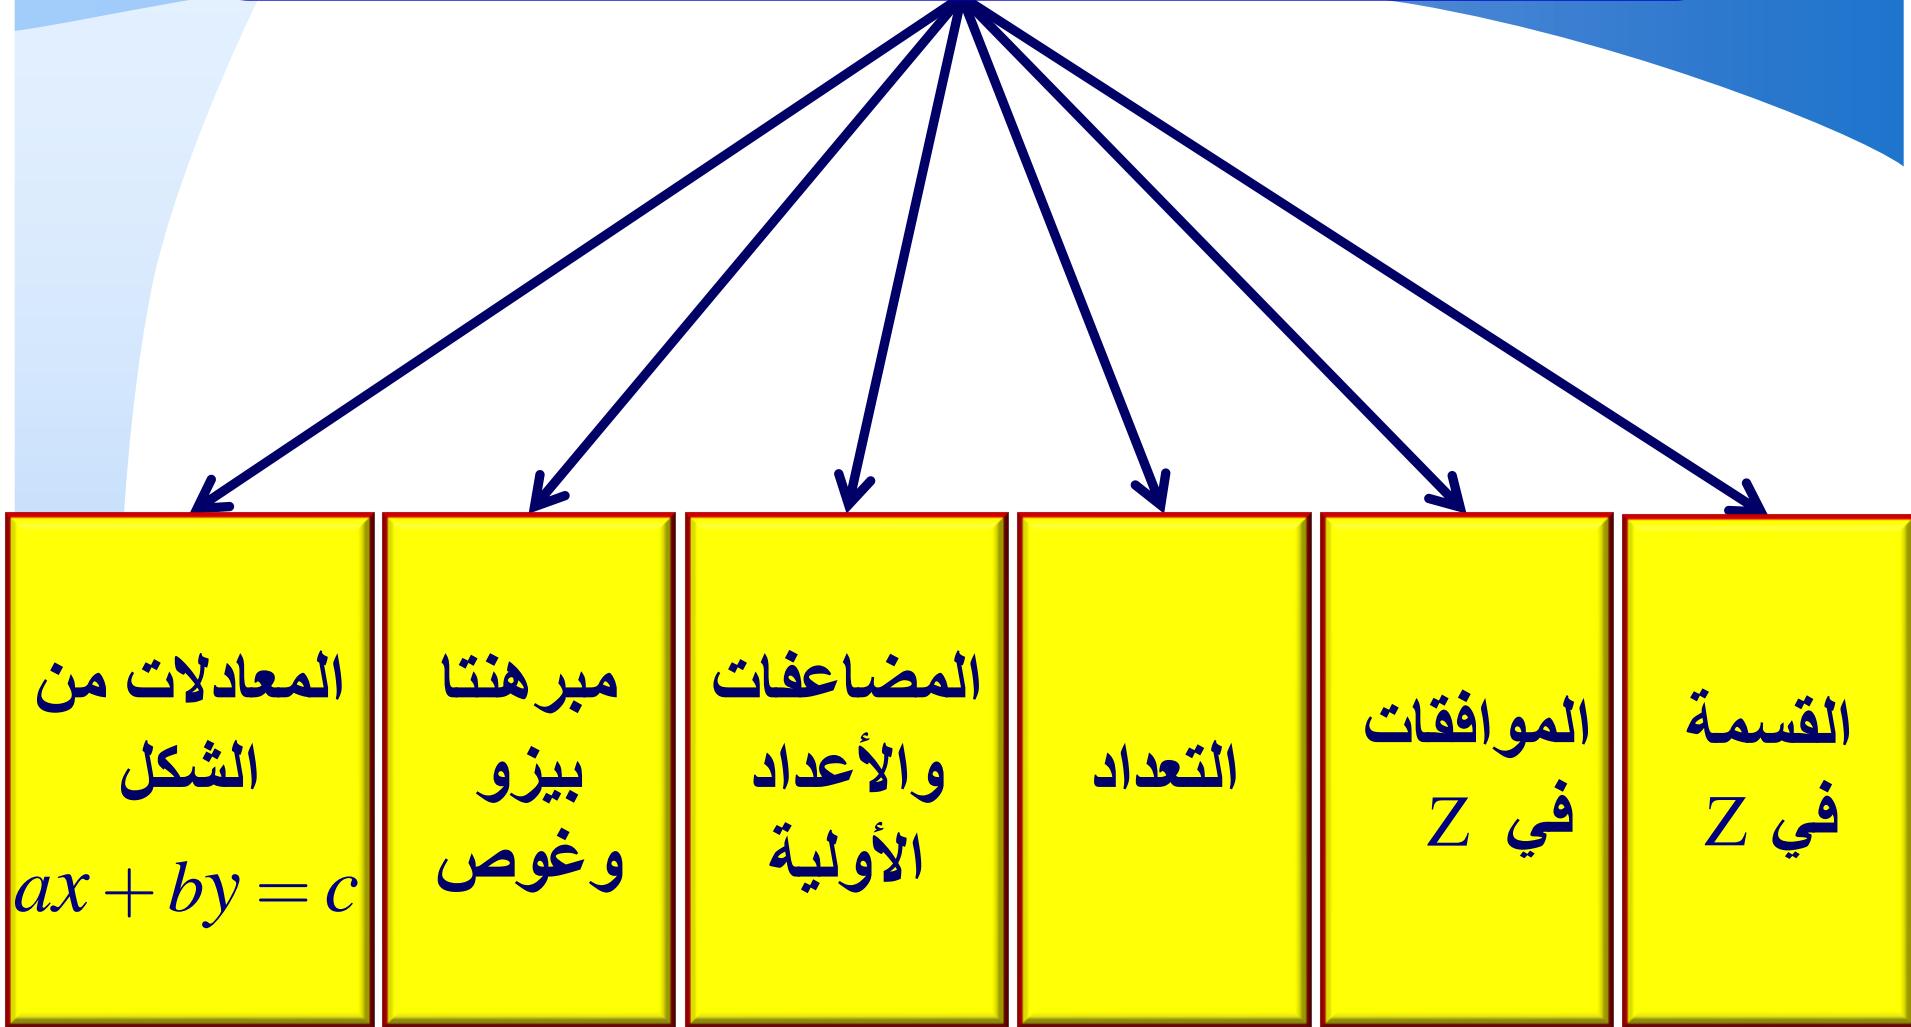 القسمة
في Z
الموافقات
في Z
التعداد
المضاعفات
والأعداد
الأولية
مبرهنتا
بيزو
وغوص
المعادلات من
الشكل
ax + by = c